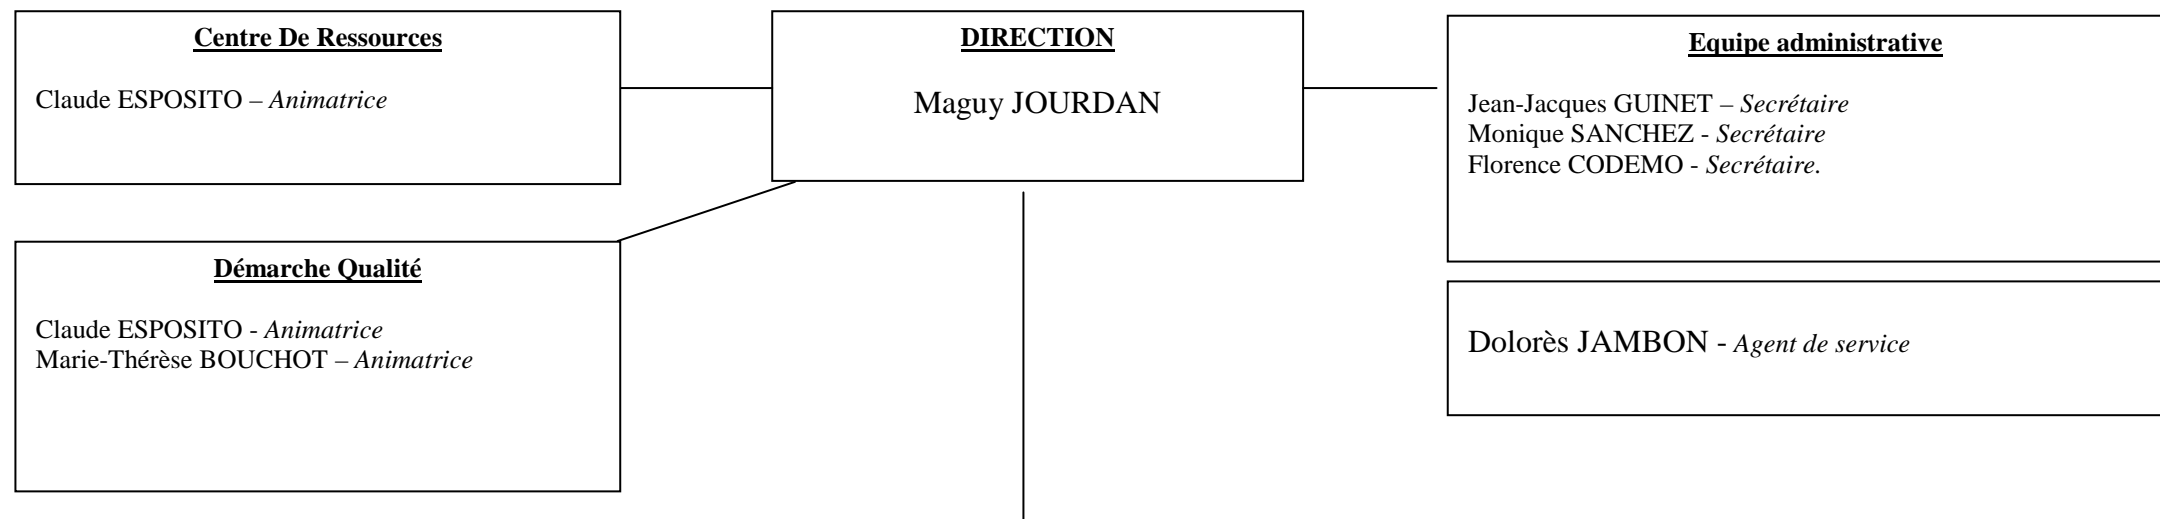 Centre De Ressources
Claude ESPOSITO – Animatrice
DIRECTION
Maguy JOURDAN
Equipe administrative
Jean-Jacques GUINET – Secrétaire
Monique SANCHEZ - Secrétaire
Florence CODEMO - Secrétaire.
Démarche Qualité
Claude ESPOSITO - Animatrice
Marie-Thérèse BOUCHOT – Animatrice
Dolorès JAMBON - Agent de service